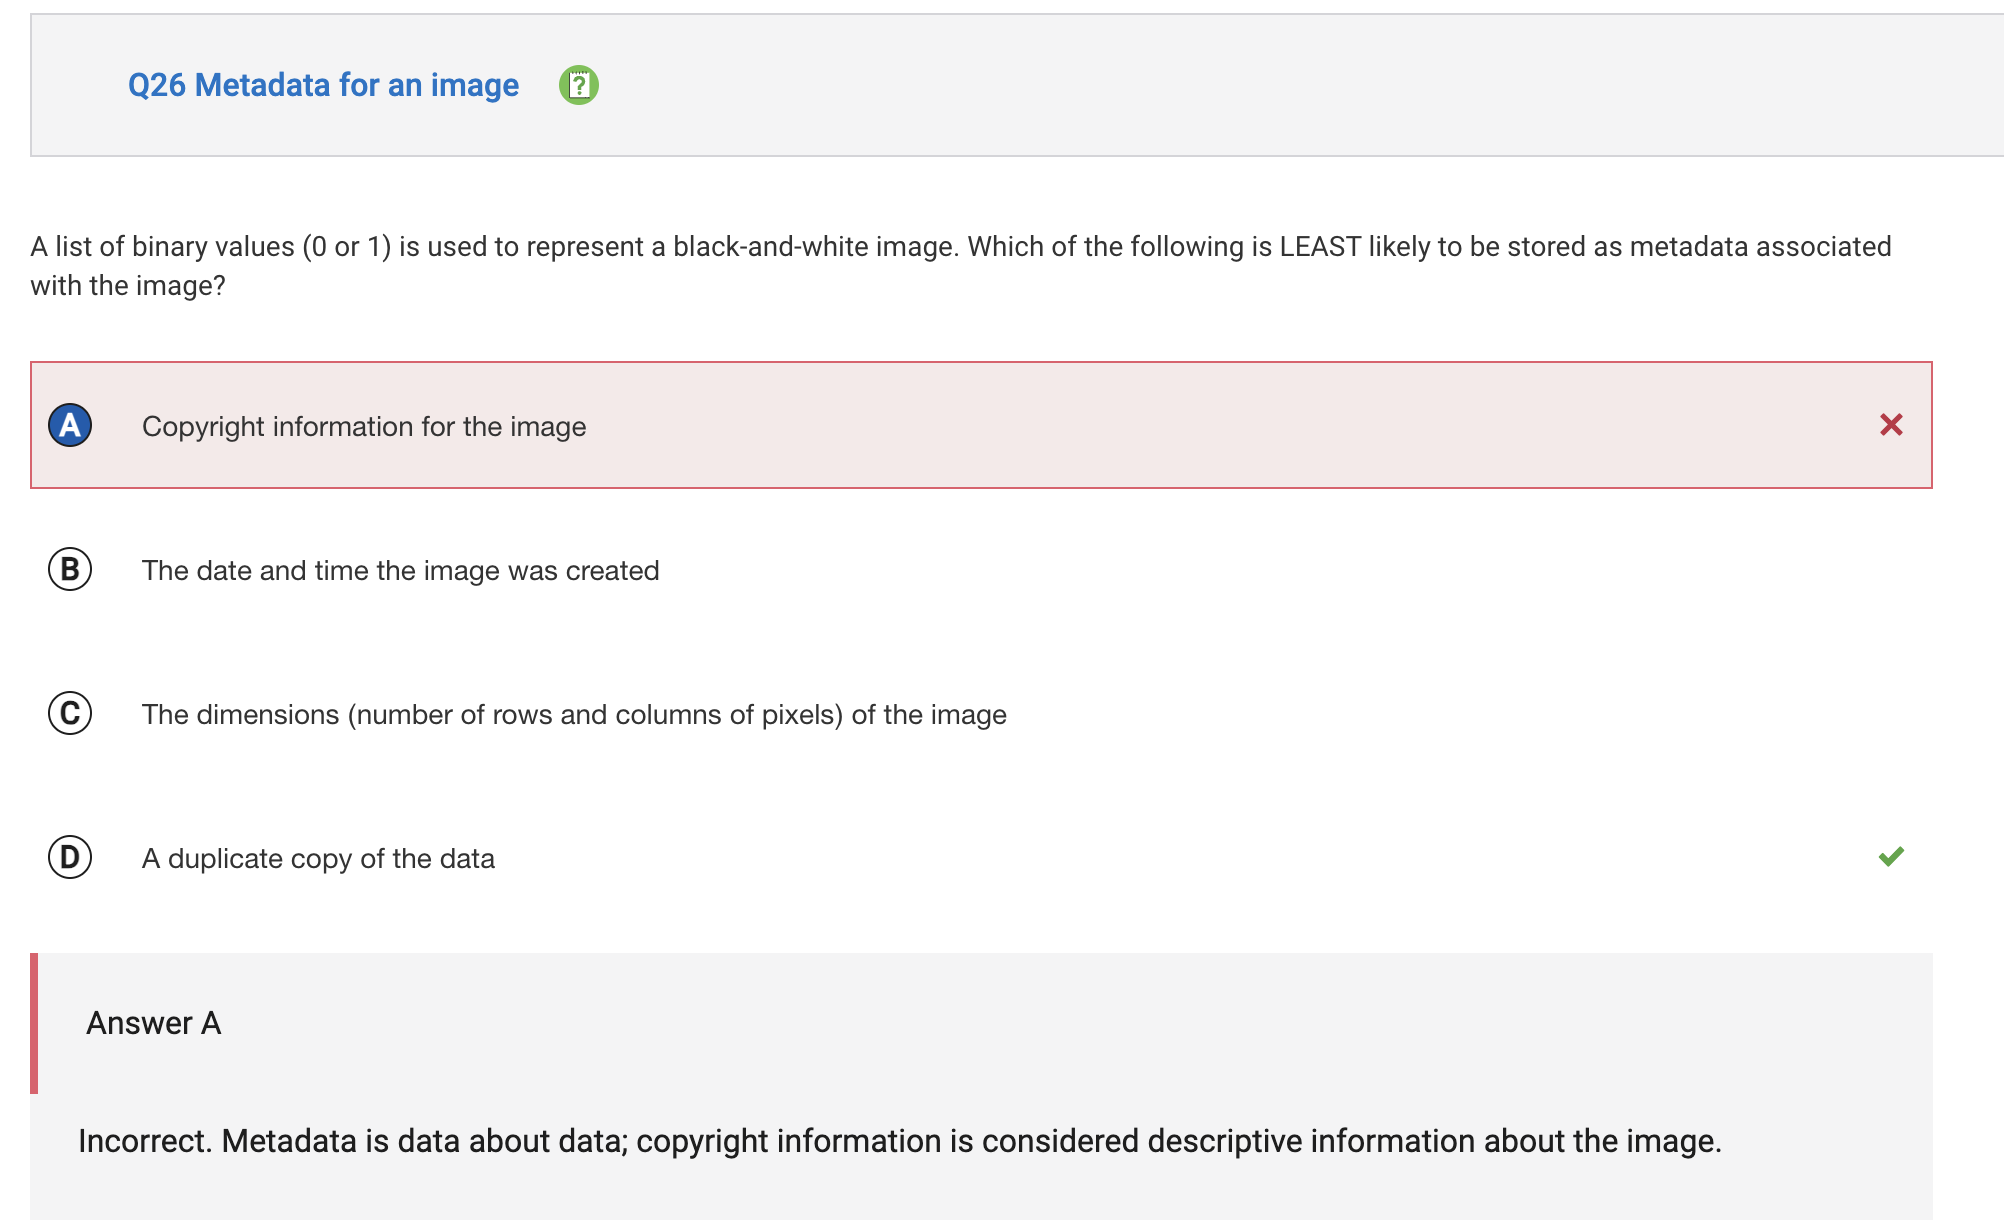 Q26 Metadata for an image
A list of binary values (0 or 1) is used to represent a black-and-white image. Which of the following is LEAST likely to be stored as metadata associated
with the image?
A Copyright information for the image
B The date and time the image was created
C The dimensions (number of rows and columns of pixels) of the image
D A duplicate copy of the data
Answer A
Incorrect. Metadata is data about data; copyright information is considered descriptive information about the image.